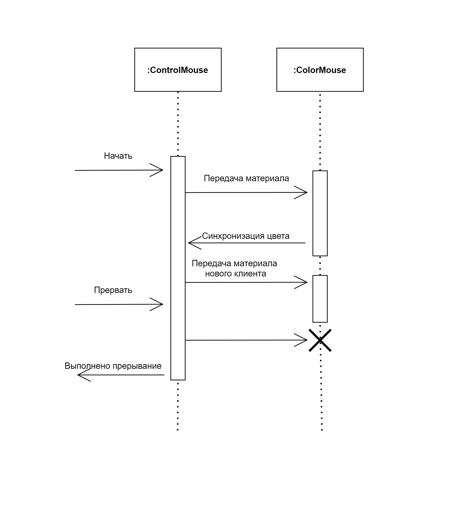 :ControlMouse
:ColorMouse
Начать
Передача материала
Синхронизация цвета
Передача материала
нового клиента
Прервать
Выполнено прерывание